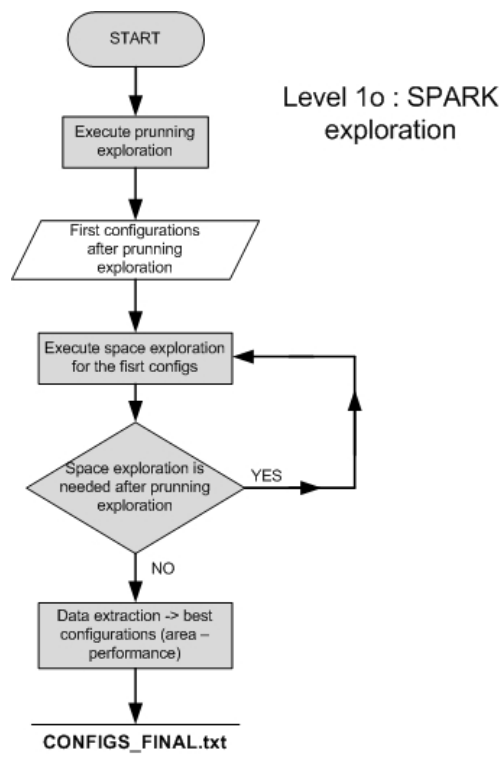 START
Level 1o : SPARK
exploration
Execute prunning
exploration
First configurations
after prunning
exploration
Execute space exploration
for the fisrt configs
Space exploration is
needed after prunning
exploration
YES
NO
Data extraction -> best
configurations (area –
performance)
CONFIGS_FINAL.txt